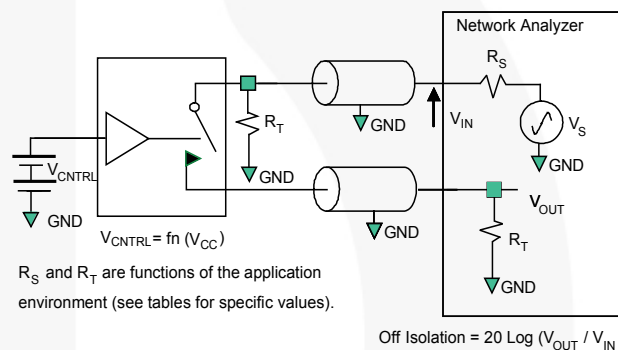 Network Analyzer
R_S
R_T
GND
V_IN
V_S
GND
V_CNTRL
GND
GND
V_OUT
V_CNTRL = fn (V_CC)
GND
R_T
R_S and R_T are functions of the application
environment (see tables for specific values).
GND
Off Isolation = 20 Log (V_OUT / V_IN